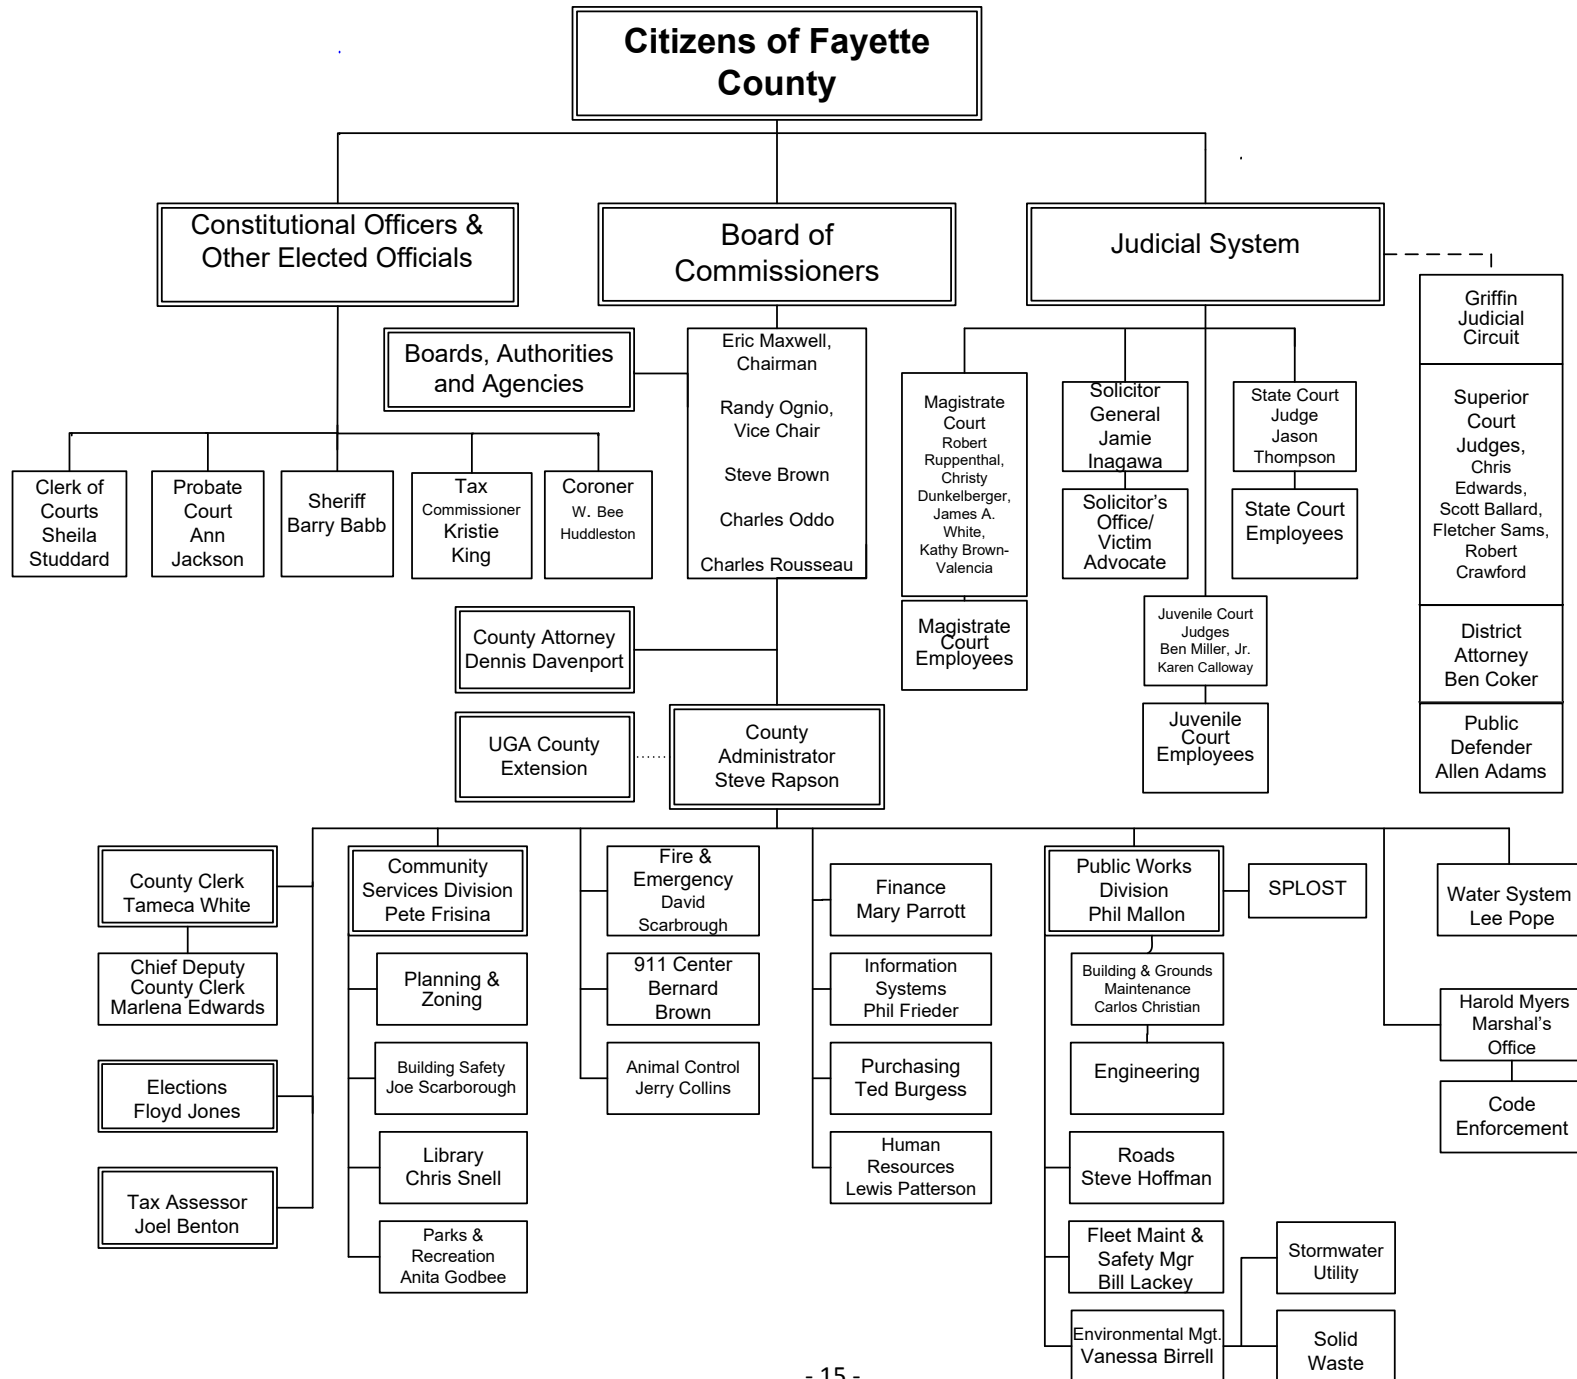 Citizens of Fayette
County
Constitutional Officers &
Other Elected Officials
Board of
Commissioners
Judicial System
Griffin
Judicial
Circuit
Boards, Authorities
and Agencies
Eric Maxwell,
Chairman
Randy Ognio,
Vice Chair
Steve Brown
Charles Oddo
Charles Rousseau
Clerk of
Courts
Sheila
Studdard
Probate
Court
Ann
Jackson
Sheriff
Barry Babb
Tax
Commissioner
Kristie
King
Coroner
W. Bee
Huddleston
Magistrate
Court
Robert
Ruppenthal,
Christy
Dunkelberger,
James A.
White,
Kathy Brown-
Valencia
Magistrate
Court
Employees
Solicitor
General
Jamie
Inagawa
Solicitor's
Office/
Victim
Advocate
State Court
Judge
Jason
Thompson
State Court
Employees
Juvenile Court
Judges
Ben Miller, Jr.
Karen Calloway
Juvenile
Court
Employees
Superior
Court
Judges,
Chris
Edwards,
Scott Ballard,
Fletcher Sams,
Robert
Crawford
District
Attorney
Ben Coker
Public
Defender
Allen Adams
County Attorney
Dennis Davenport
UGA County
Extension
County
Administrator
Steve Rapson
County Clerk
Tameca White
Chief Deputy
County Clerk
Marlena Edwards
Elections
Floyd Jones
Tax Assessor
Joel Benton
Community
Services Division
Pete Frisina
Planning &
Zoning
Building Safety
Joe Scarborough
Library
Chris Snell
Parks &
Recreation
Anita Godbee
Fire &
Emergency
David
Scarbrough
911 Center
Bernard
Brown
Animal Control
Jerry Collins
Finance
Mary Parrott
Information
Systems
Phil Frieder
Purchasing
Ted Burgess
Human
Resources
Lewis Patterson
Public Works
Division
Phil Mallon
SPLOST
Building & Grounds
Maintenance
Carlos Christian
Engineering
Roads
Steve Hoffman
Fleet Maint &
Safety Mgr
Bill Lackey
Environmental Mgt.
Vanessa Birrell
Stormwater
Utility
Solid
Waste
Water System
Lee Pope
Harold Myers
Marshal's
Office
Code
Enforcement
- 15 -